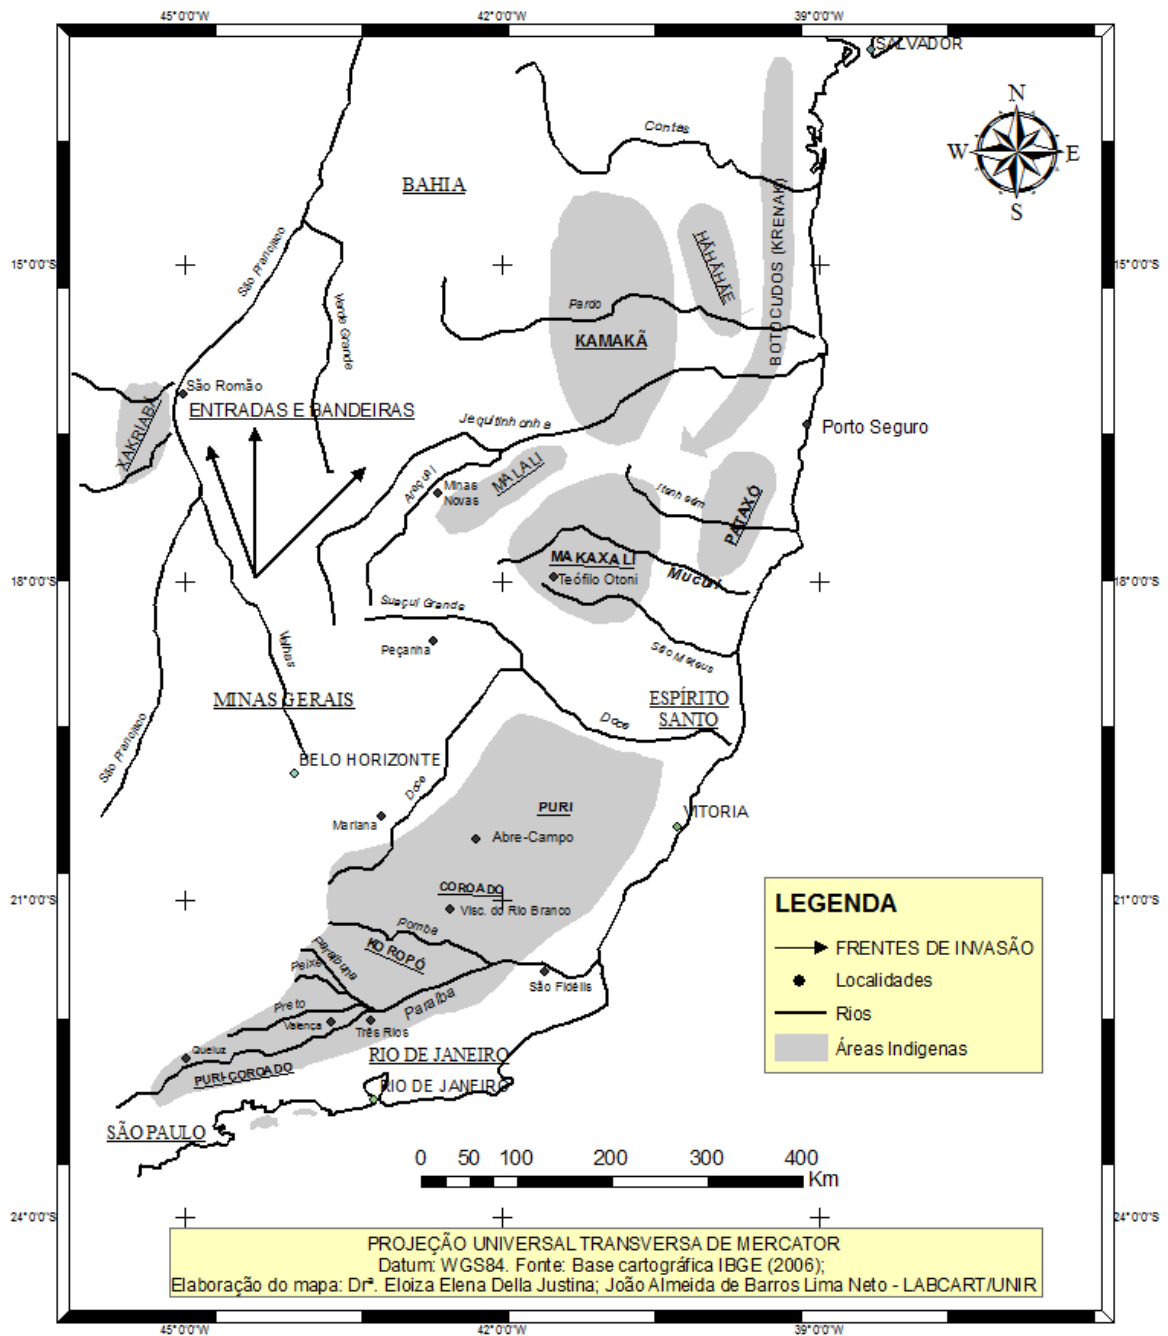 45°0'0"W
42°0'0"W
39°0'0"W
SALVADOR
N
W
E
S
Contas
BAHIA
BOTOCUDOS (KRENAK)
HÃHÃHÃE
São Francisco
15°0'0"S
15°0'0"S
Verde Grande
Pardo
KAMAKÃ
São Romão
XAKRIABÁ
ENTRADAS E BANDEIRAS
Jequitinhonha
Porto Seguro
Araçuai
MALALI
Minas
Novas
Itanhaém
PATAXÓ
MAKAXALI
Mucuri
18°0'0"S
Teófilo Otoni
18°0'0"S
Suaçuí Grande
Peçanha
Velhas
São Mateus
MINAS GERAIS
ESPÍRITO
SANTO
Doce
São Francisco
BELO HORIZONTE
Doce
PURI
VITORIA
Mariana
Abre-Campo
COROADO
21°0'0"S
21°0'0"S
Visc. do Rio Branco
Pomba
KOROPÓ
Paraibuna
Peixe
São Fidélis
Preto
Paraíba
Valença
Três Rios
Queluz
RIO DE JANEIRO
PURI-COROADO
RIO DE JANEIRO
SÃO PAULO
LEGENDA
FRENTES DE INVASÃO
Localidades
Rios
Áreas Indigenas
0 50 100 200 300 400
Km
24°0'0"S
24°0'0"S
PROJEÇÃO UNIVERSAL TRANSVERSA DE MERCATOR
Datum: WGS84. Fonte: Base cartográfica IBGE (2006);
Elaboração do mapa: Drª. Eloiza Elena Della Justina; João Almeida de Barros Lima Neto - LABCART/UNIR
45°0'0"W
42°0'0"W
39°0'0"W